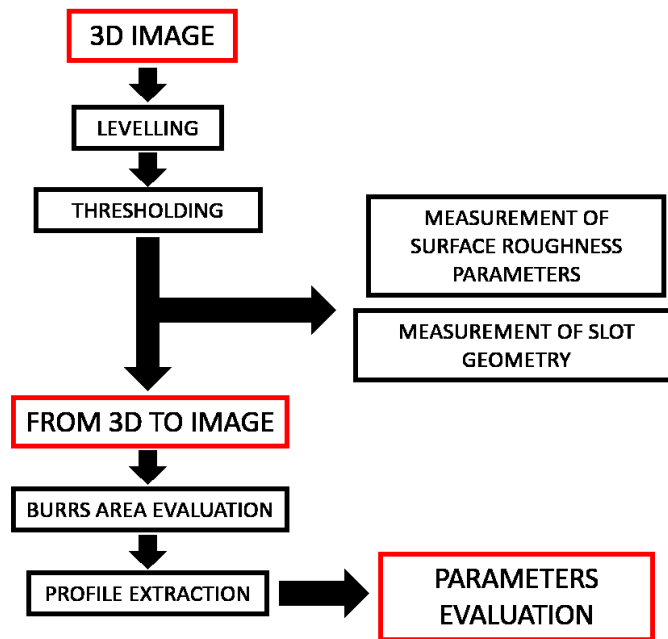 3D IMAGE
LEVELLING
THRESHOLDING
MEASUREMENT OF
SURFACE ROUGHNESS
PARAMETERS
MEASUREMENT OF SLOT
GEOMETRY
FROM 3D TO IMAGE
BURRS AREA EVALUATION
PROFILE EXTRACTION
PARAMETERS
EVALUATION